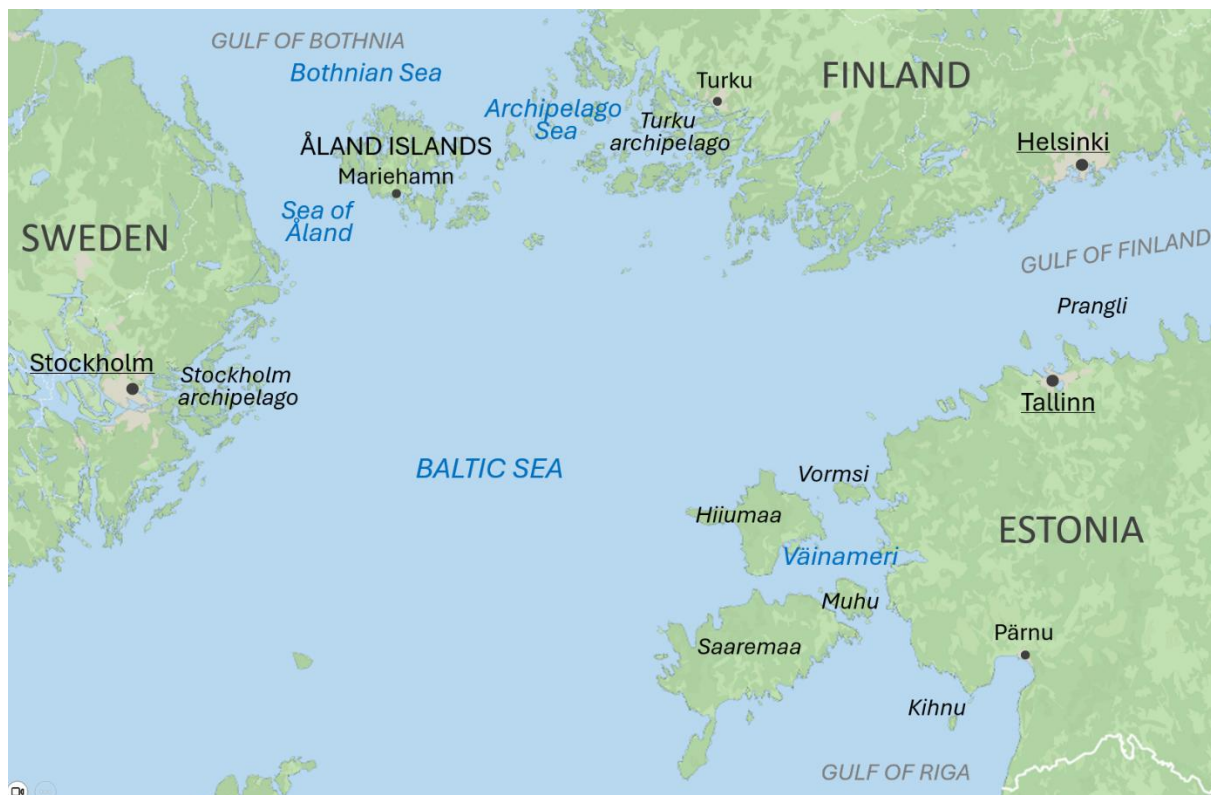 GULF OF BOTHNIA
Bothnian Sea
FINLAND
Turku
Archipelago
Sea
Turku
archipelago
ÅLAND ISLANDS
Mariehamn
Helsinki
Sea of
Åland
SWEDEN
GULF OF FINLAND
Prangli
Stockholm
Stockholm
archipelago
Tallinn
BALTIC SEA
Vormsi
Hiiumaa
ESTONIA
Väinameri
Muhu
Saaremaa
Pärnu
Kihnu
GULF OF RIGA